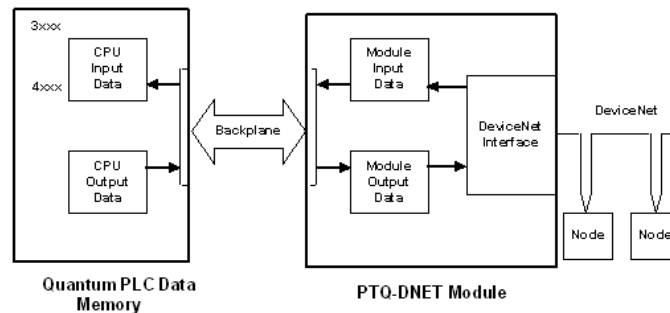 3xxx
CPU
Input
Data
4xxx
CPU
Output
Data
Backplane
Module
Input
Data
Module
Output
Data
DeviceNet
Interface
DeviceNet
Node
Node
Quantum PLC Data
Memory
PTQ-DNET Module